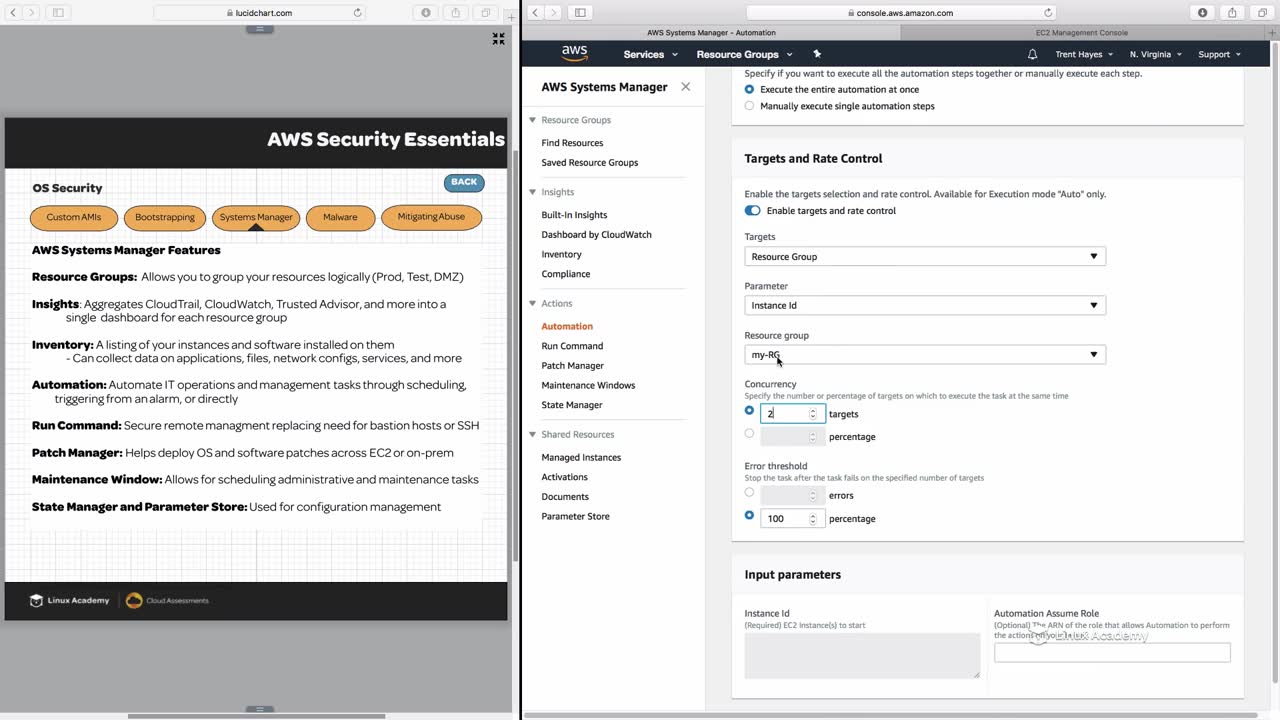 lucidchart.com
AWS Security Essentials
BACK
OS Security
Custom AMIs
Bootstrapping
Systems Manager
Malware
Mitigating Abuse
AWS Systems Manager Features
Resource Groups: Allows you to group your resources logically (Prod, Test, DMZ)
Insights: Aggregates CloudTrail, CloudWatch, Trusted Advisor, and more into a
single dashboard for each resource group
Inventory: A listing of your instances and software installed on them
- Can collect data on applications, files, network configs, services, and more
Automation: Automate IT operations and management tasks through scheduling,
triggering from an alarm, or directly
Run Command: Secure remote managment replacing need for bastion hosts or SSH
Patch Manager: Helps deploy OS and software patches across EC2 or on-prem
Maintenance Window: Allows for scheduling administrative and maintenance tasks
State Manager and Parameter Store: Used for configuration management
Linux Academy
Cloud Assessments
console.aws.amazon.com
AWS Systems Manager - Automation
EC2 Management Console
aws
Services
Resource Groups
Trent Hayes
N. Virginia
Support
AWS Systems Manager
Resource Groups
Find Resources
Saved Resource Groups
Insights
Built-In Insights
Dashboard by CloudWatch
Inventory
Compliance
Actions
Automation
Run Command
Patch Manager
Maintenance Windows
State Manager
Shared Resources
Managed Instances
Activations
Documents
Parameter Store
Specify if you want to execute all the automation steps together or manually execute each step.
Execute the entire automation at once
Manually execute single automation steps
Targets and Rate Control
Enable the targets selection and rate control. Available for Execution mode "Auto" only.
Enable targets and rate control
Targets
Resource Group
Parameter
Instance Id
Resource group
my-RG
Concurrency
Specify the number or percentage of targets on which to execute the task at the same time
2 targets
percentage
Error threshold
Stop the task after the task fails on the specified number of targets
errors
100 percentage
Input parameters
Instance Id
(Required) EC2 Instance(s) to start
Automation Assume Role
(Optional) The ARN of the role that allows Automation to perform
the actions on your
Linux Academy